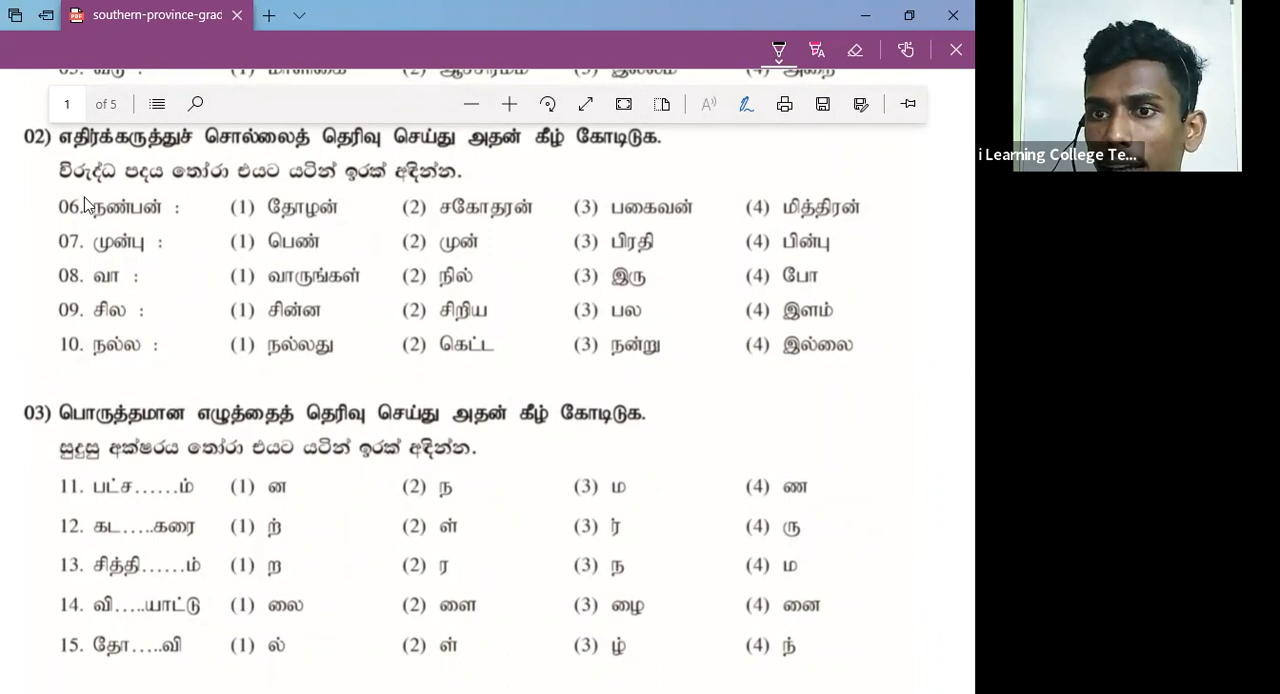 southern-province-grad
1 of 5
02) எதிர்க்கருத்துச் சொல்லைத் தெரிவு செய்து அதன் கீழ் கோடிடுக.
විරුද්ධ පදය තෝරා එයට යටින් ඉරක් අඳින්න.
06. நண்பன் : (1) தோழன் (2) சகோதரன் (3) பகைவன் (4) மித்திரன்
07. முன்பு : (1) பெண் (2) முன் (3) பிரதி (4) பின்பு
08. வா : (1) வாருங்கள் (2) நில் (3) இரு (4) போ
09. சில : (1) சின்ன (2) சிறிய (3) பல (4) இளம்
10. நல்ல : (1) நல்லது (2) கெட்ட (3) நன்று (4) இல்லை
03) பொருத்தமான எழுத்தைத் தெரிவு செய்து அதன் கீழ் கோடிடுக.
සුදුසු අක්ෂරය තෝරා එයට යටින් ඉරක් අඳින්න.
11. பட்ச......ம் (1) ன (2) ந (3) ம (4) ண
12. கட.....கரை (1) ற் (2) ள் (3) ர் (4) ரு
13. சித்தி......ம் (1) ற (2) ர (3) ந (4) ம
14. வி.....யாட்டு (1) லை (2) ளை (3) ழை (4) னை
15. தோ.....வி (1) ல் (2) ள் (3) ழ் (4) ந்
i Learning College Te...